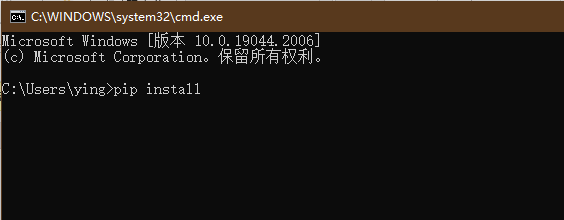 C:\WINDOWS\system32\cmd.exe
Microsoft Windows [版本 10.0.19044.2006]
(c) Microsoft Corporation。保留所有权利。
C:\Users\ying>pip install